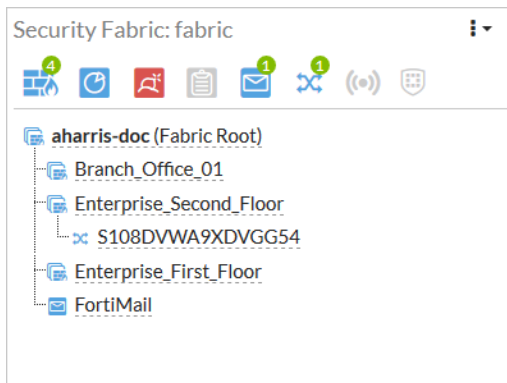 Security Fabric: fabric
4 1 1
aharris-doc (Fabric Root)
Branch_Office_01
Enterprise_Second_Floor
S108DVWA9XDVGG54
Enterprise_First_Floor
FortiMail